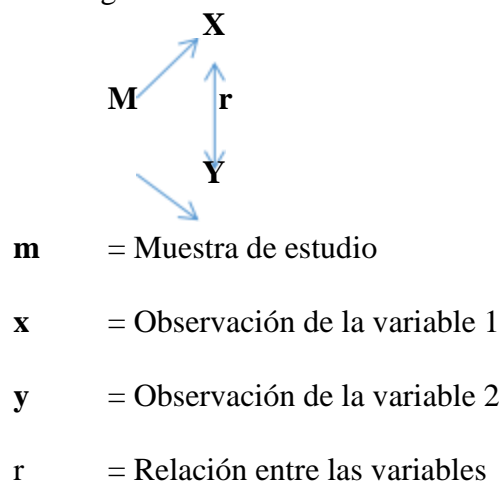 X
M r
Y
m = Muestra de estudio
x = Observación de la variable 1
y = Observación de la variable 2
r = Relación entre las variables